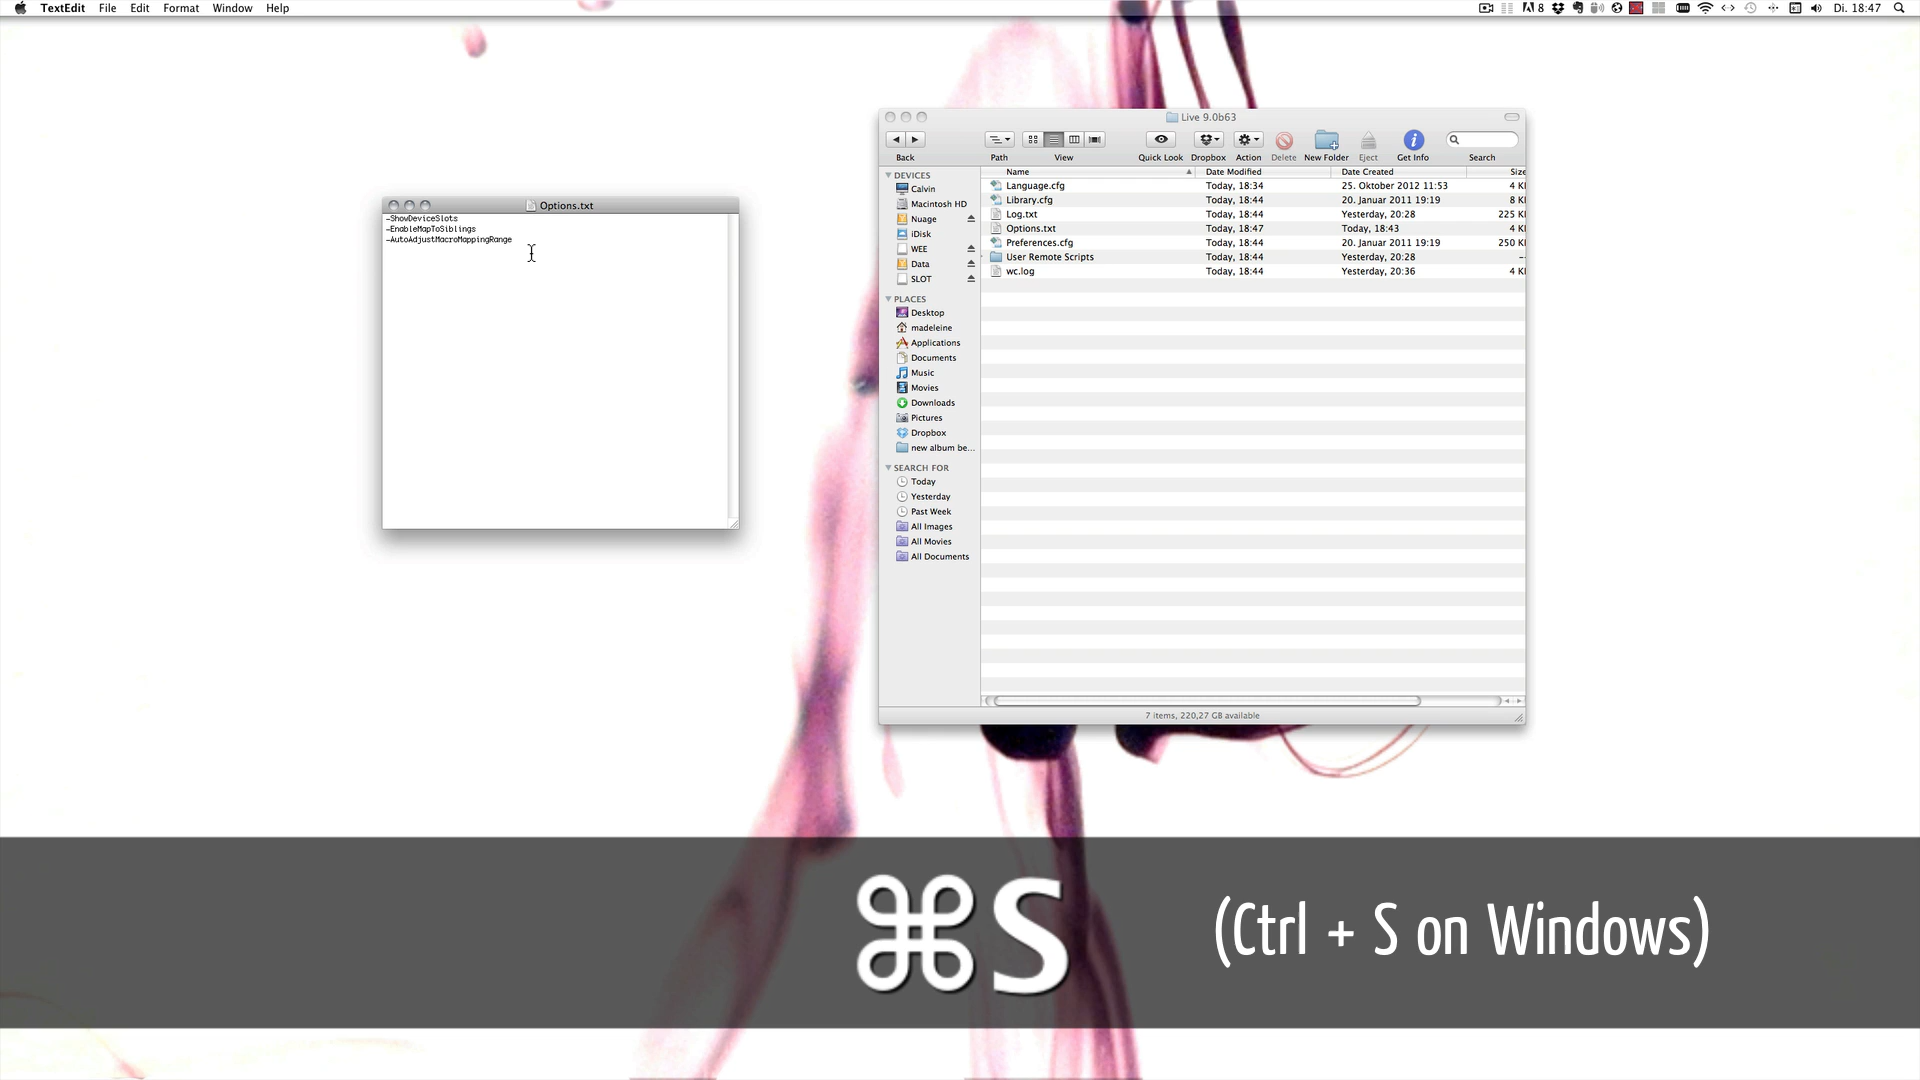 TextEdit File Edit Format Window Help
8 Di. 18:47
Options.txt
-ShowDeviceSlots
-EnableMapToSiblings
-AutoAdjustMacroMappingRange
Live 9.0b63
Back Path View Quick Look Dropbox Action Delete New Folder Eject Get Info Search
DEVICES
Calvin
Macintosh HD
Nuage
iDisk
WEE
Data
SLOT
PLACES
Desktop
madeleine
Applications
Documents
Music
Movies
Downloads
Pictures
Dropbox
new album be...
SEARCH FOR
Today
Yesterday
Past Week
All Images
All Movies
All Documents
Name Date Modified Date Created Size
Language.cfg Today, 18:34 25. Oktober 2012 11:53 4 K
Library.cfg Today, 18:44 20. Januar 2011 19:19 8 K
Log.txt Today, 18:44 Yesterday, 20:28 225 K
Options.txt Today, 18:47 Today, 18:43 4 K
Preferences.cfg Today, 18:44 20. Januar 2011 19:19 250 K
User Remote Scripts Today, 18:44 Yesterday, 20:28 --
wc.log Today, 18:44 Yesterday, 20:36 4 K
7 items, 220,27 GB available
⌘S (Ctrl + S on Windows)